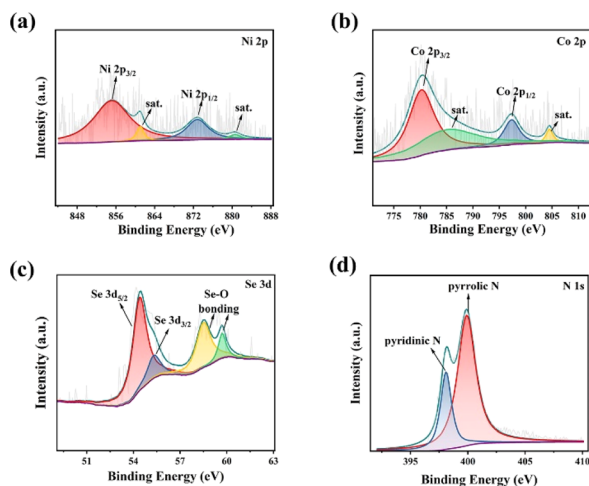 (a)
Ni 2p
Ni 2p3/2
sat.
Ni 2p1/2
sat.
Intensity (a.u.)
848 856 864 872 880 888
Binding Energy (eV)
(b)
Co 2p
Co 2p3/2
sat.
Co 2p1/2
sat.
Intensity (a.u.)
775 780 785 790 795 800 805 810
Binding Energy (eV)
(c)
Se 3d
Se 3d5/2
Se 3d3/2
Se-O
bonding
Intensity (a.u.)
51 54 57 60 63
Binding Energy (eV)
(d)
N 1s
pyrrolic N
pyridinic N
Intensity (a.u.)
395 400 405 410
Binding Energy (eV)